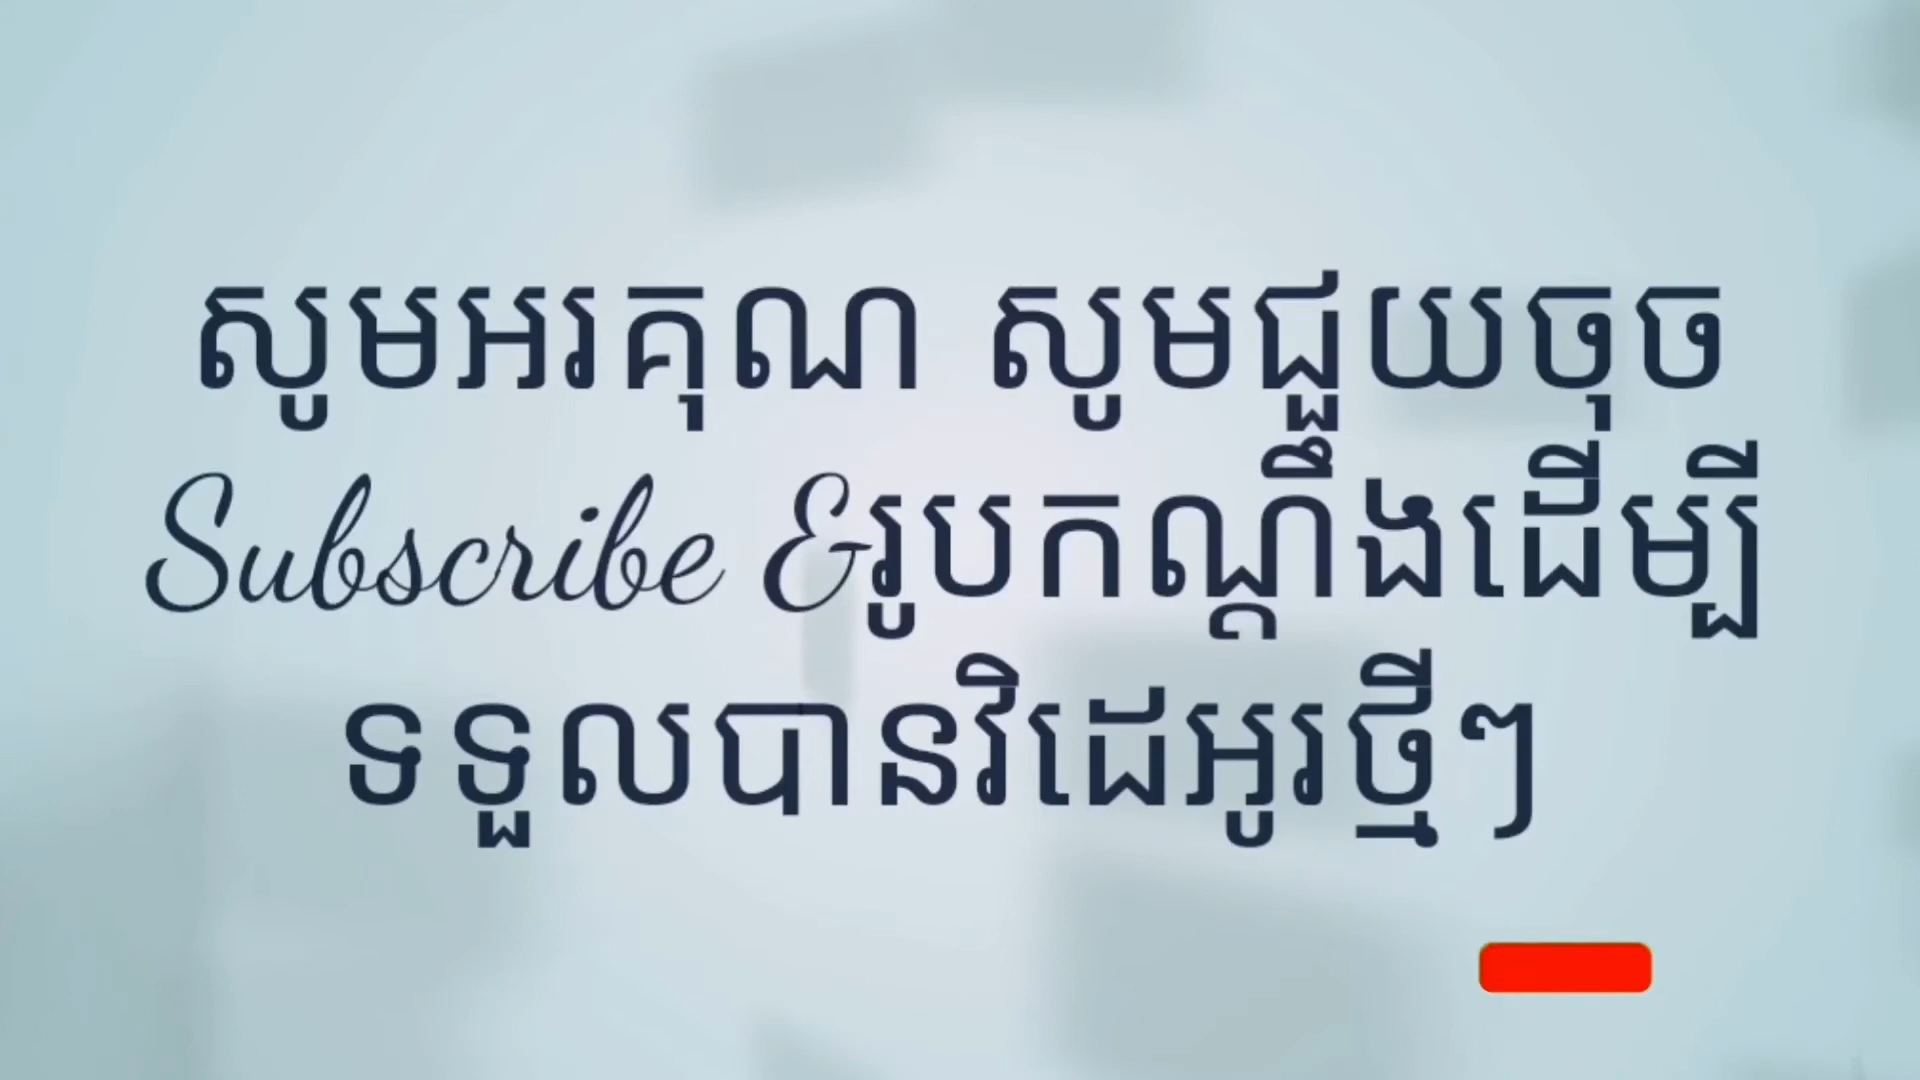 សូមអរគុណ សូមជួយចុច
Subscribe &រូបកណ្ដឹងដើម្បី
ទទួលបានវិដេអូរថ្មីៗ